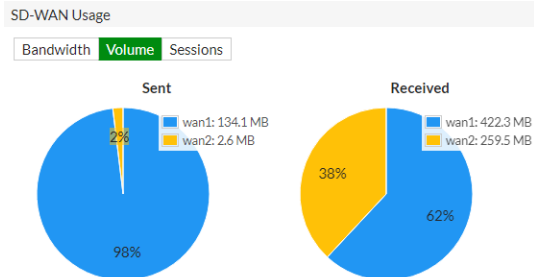 SD-WAN Usage
Bandwidth Volume Sessions
Sent
wan1: 134.1 MB
wan2: 2.6 MB
2%
98%
Received
wan1: 422.3 MB
wan2: 259.5 MB
38%
62%